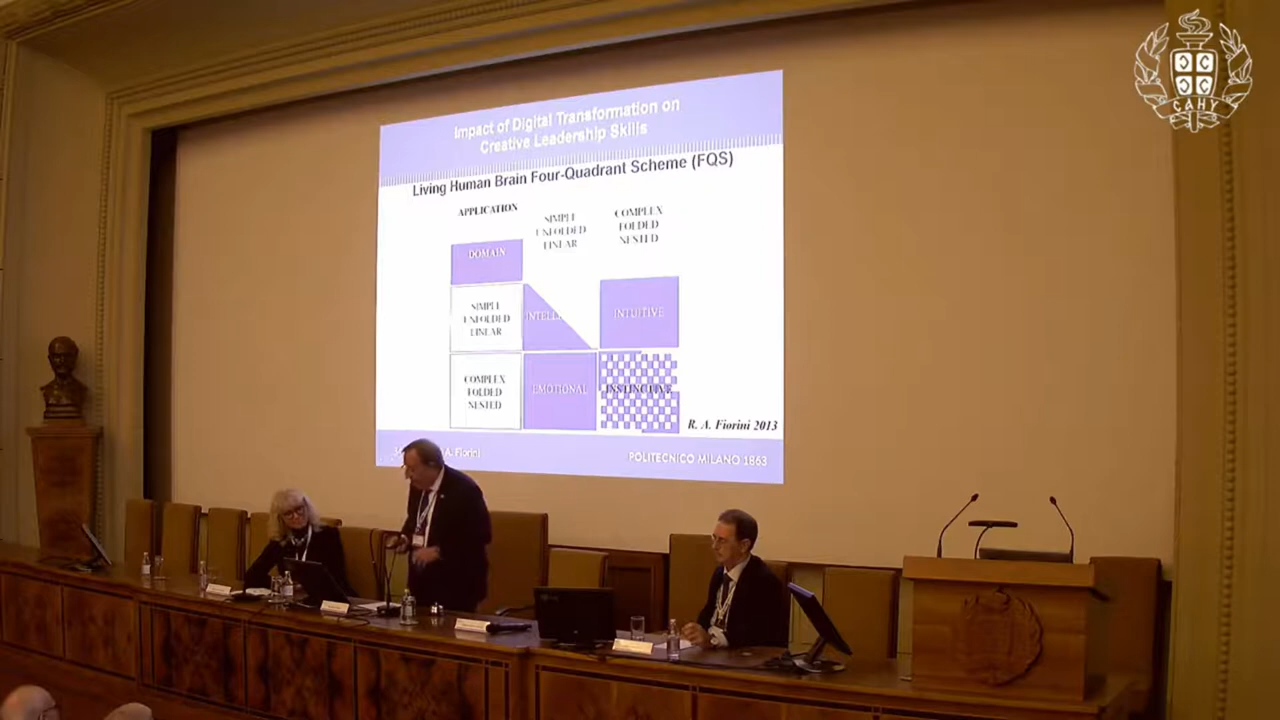 Impact of Digital Transformation on
Creative Leadership Skills
Living Human Brain Four-Quadrant Scheme (FQS)
APPLICATION
SIMPLE
UNFOLDED
LINEAR
COMPLEX
FOLDED
NESTED
DOMAIN
SIMPLE
UNFOLDED
LINEAR
INTELL
INTUITIVE
COMPLEX
FOLDED
NESTED
EMOTIONAL
INSTINCTIVE
R. A. Fiorini 2013
A. Fiorini
POLITECNICO MILANO 1863
САНУ